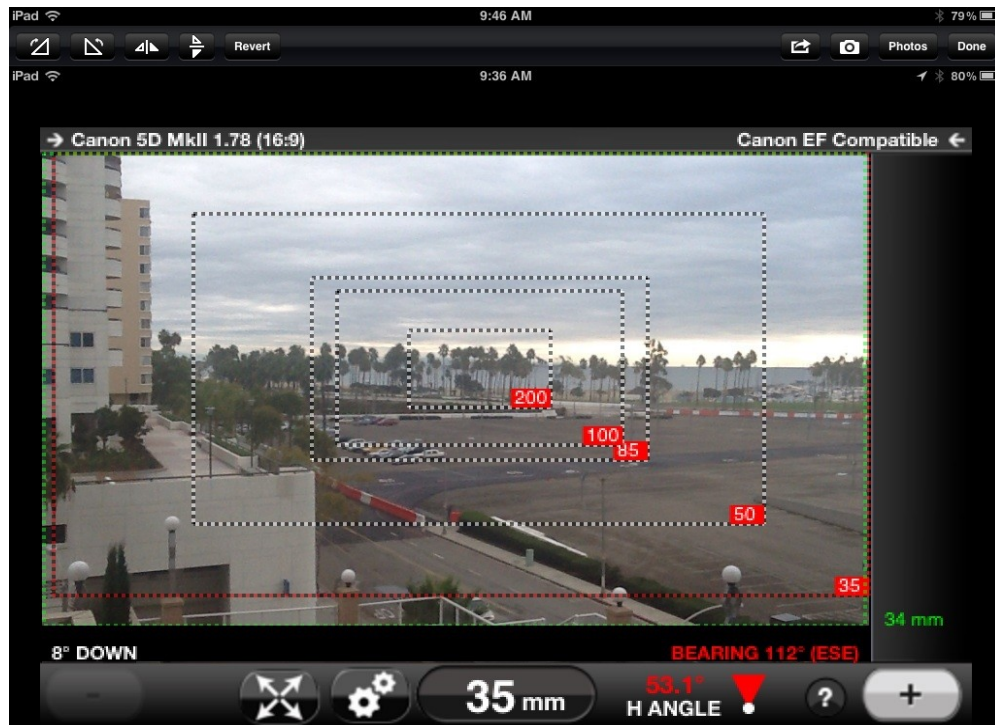 iPad 9:46 AM 79%
Revert Photos Done
iPad 9:36 AM 80%
Canon 5D MkII 1.78 (16:9) Canon EF Compatible
200
100
85
50
35
34 mm
8° DOWN BEARING 112° (ESE)
- 35 mm 53.1° H ANGLE ? +